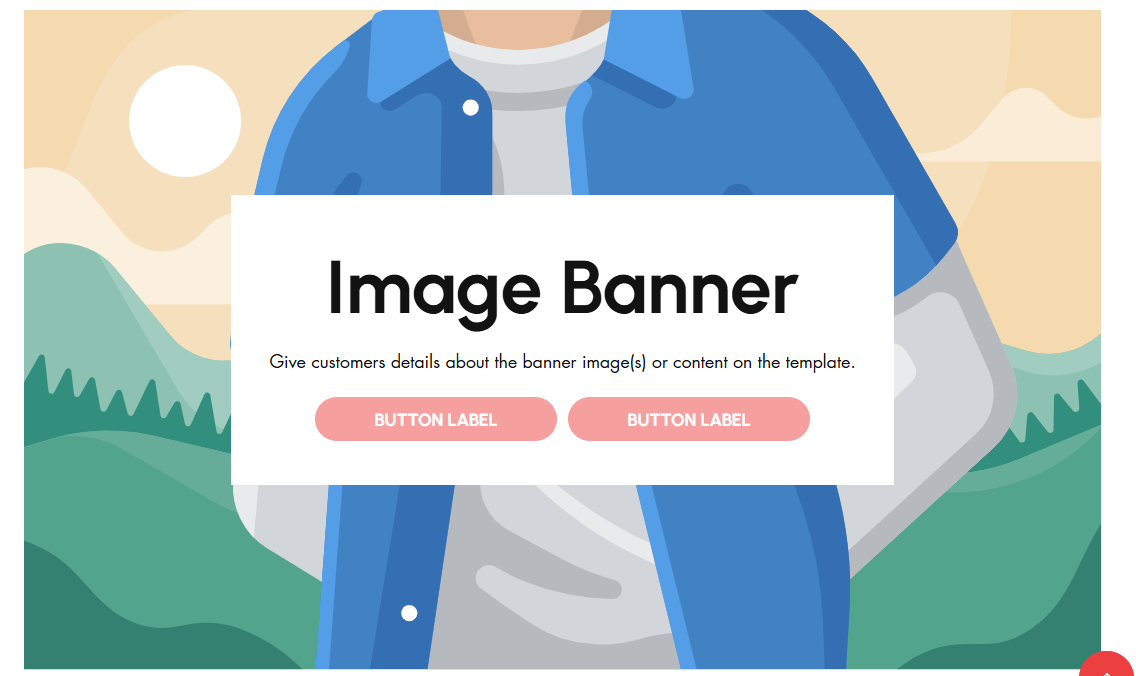 Image Banner
Give customers details about the banner image(s) or content on the template.
BUTTON LABEL BUTTON LABEL